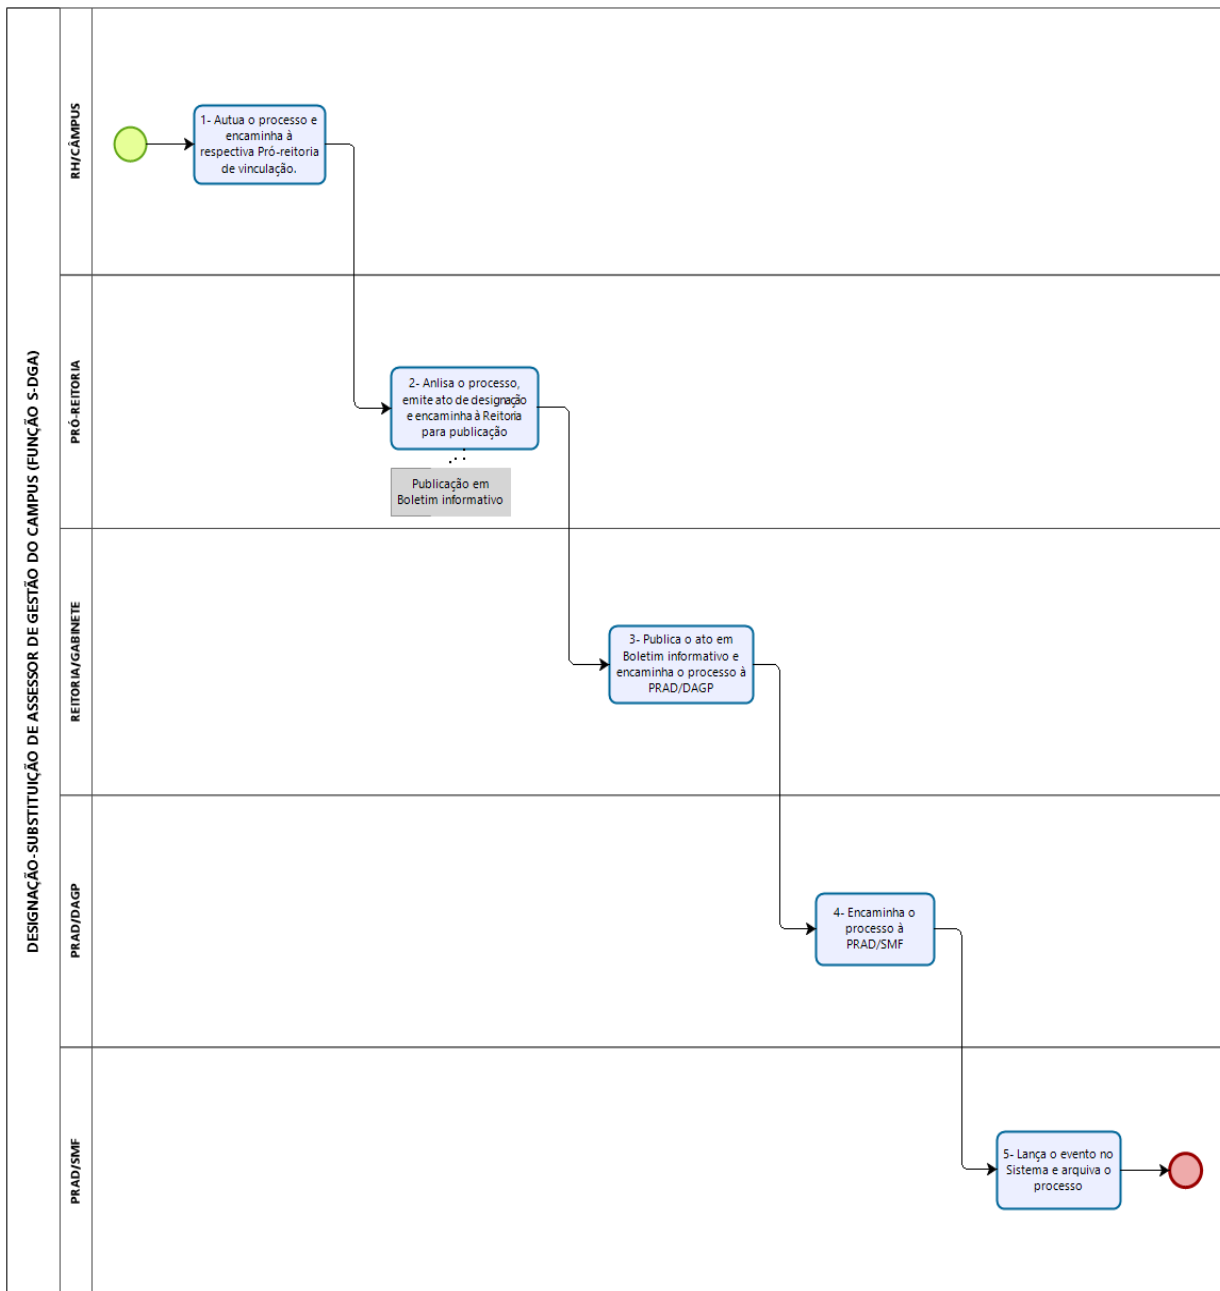 DESIGNAÇÃO-SUBSTITUIÇÃO DE ASSESSOR DE GESTÃO DO CAMPUS (FUNÇÃO S-DGA)
RH/CÂMPUS
1- Autua o processo e
encaminha à
respectiva Pró-reitoria
de vinculação.
PRÓ-REITORIA
2- Anlisa o processo,
emite ato de designação
e encaminha à Reitoria
para publicação
Publicação em
Boletim informativo
REITORIA/GABINETE
3- Publica o ato em
Boletim informativo e
encaminha o processo à
PRAD/DAGP
PRAD/DAGP
4- Encaminha o
processo à
PRAD/SMF
PRAD/SMF
5- Lança o evento no
Sistema e arquiva o
processo